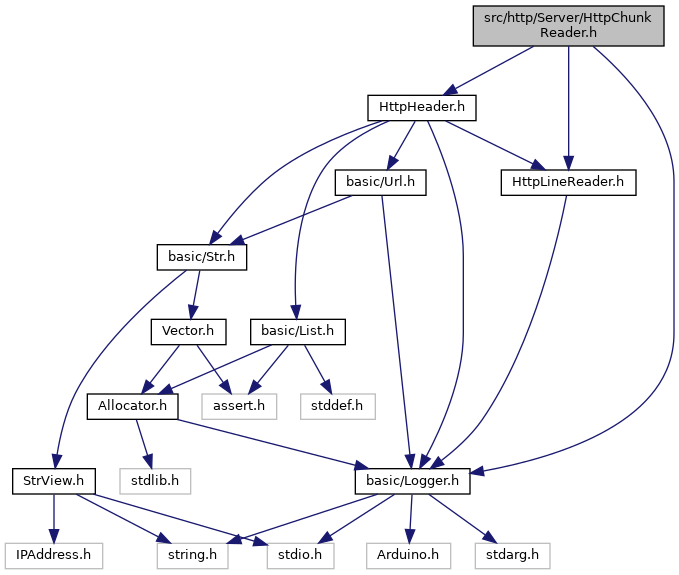 src/http/Server/HttpChunk
Reader.h
HttpHeader.h
basic/Url.h
HttpLineReader.h
basic/Str.h
Vector.h
basic/List.h
Allocator.h
assert.h
stddef.h
StrView.h
stdlib.h
basic/Logger.h
IPAddress.h
string.h
stdio.h
Arduino.h
stdarg.h